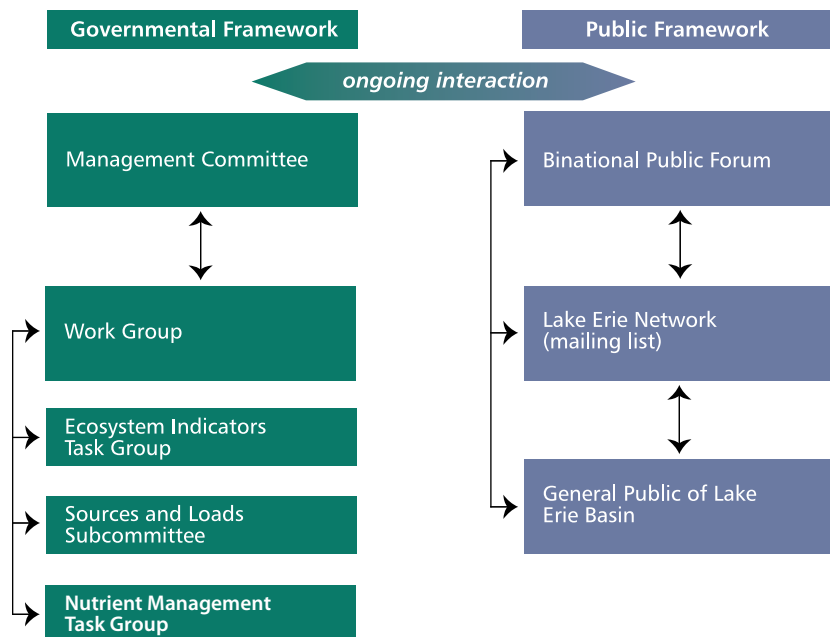 Governmental Framework
Public Framework
ongoing interaction
Management Committee
Work Group
Ecosystem Indicators
Task Group
Sources and Loads
Subcommittee
Nutrient Management
Task Group
Binational Public Forum
Lake Erie Network
(mailing list)
General Public of Lake
Erie Basin